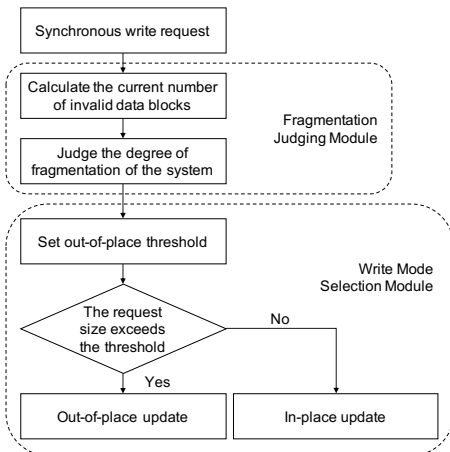 Synchronous write request
Calculate the current number
of invalid data blocks
Fragmentation
Judging Module
Judge the degree of
fragmentation of the system
Set out-of-place threshold
Write Mode
Selection Module
The
request
size exceeds
the threshold
No
Yes
Out-of-place update
In-place update